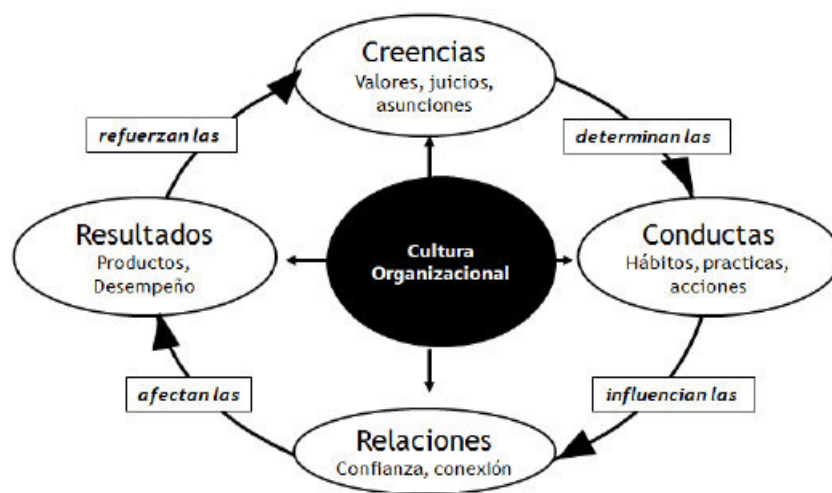 Creencias
Valores, juicios,
asunciones
refuerzan las
determinan las
Resultados
Productos,
Desempeño
Cultura
Organizacional
Conductas
Hábitos, practicas,
acciones
afectan las
influencian las
Relaciones
Confianza, conexión